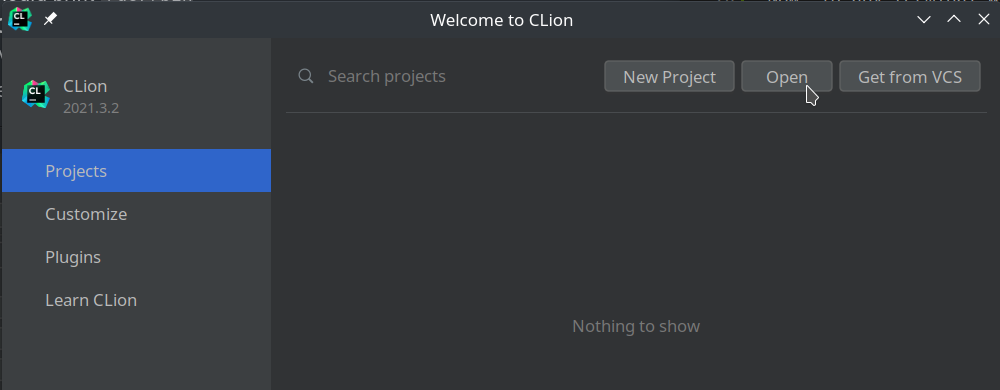 Welcome to CLion
CL
CLion
2021.3.2
Search projects
New Project
Open
Get from VCS
Projects
Customize
Plugins
Learn CLion
Nothing to show